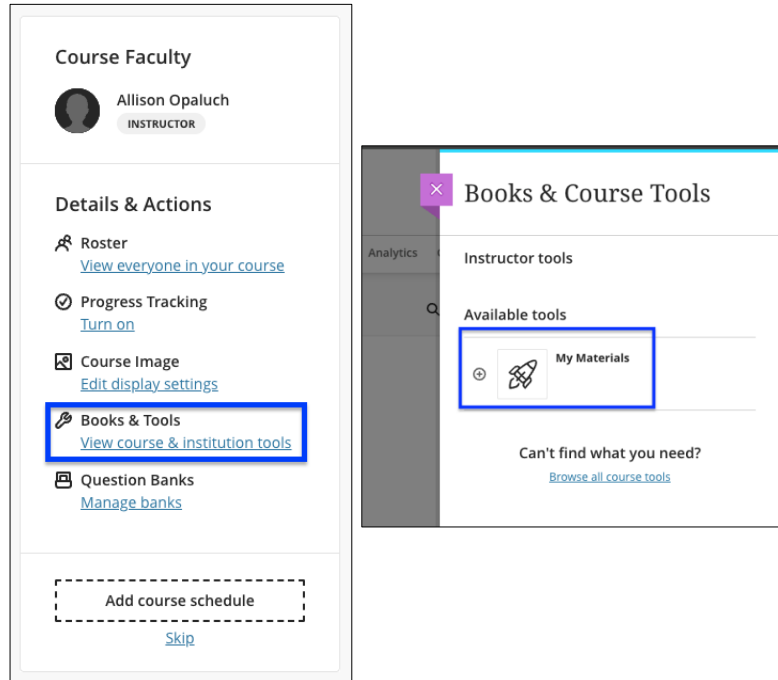 Course Faculty
Allison Opaluch
INSTRUCTOR
Details & Actions
Roster
View everyone in your course
Progress Tracking
Turn on
Course Image
Edit display settings
Books & Tools
View course & institution tools
Question Banks
Manage banks
Add course schedule
Skip
Books & Course Tools
Analytics
Instructor tools
Available tools
My Materials
Can't find what you need?
Browse all course tools